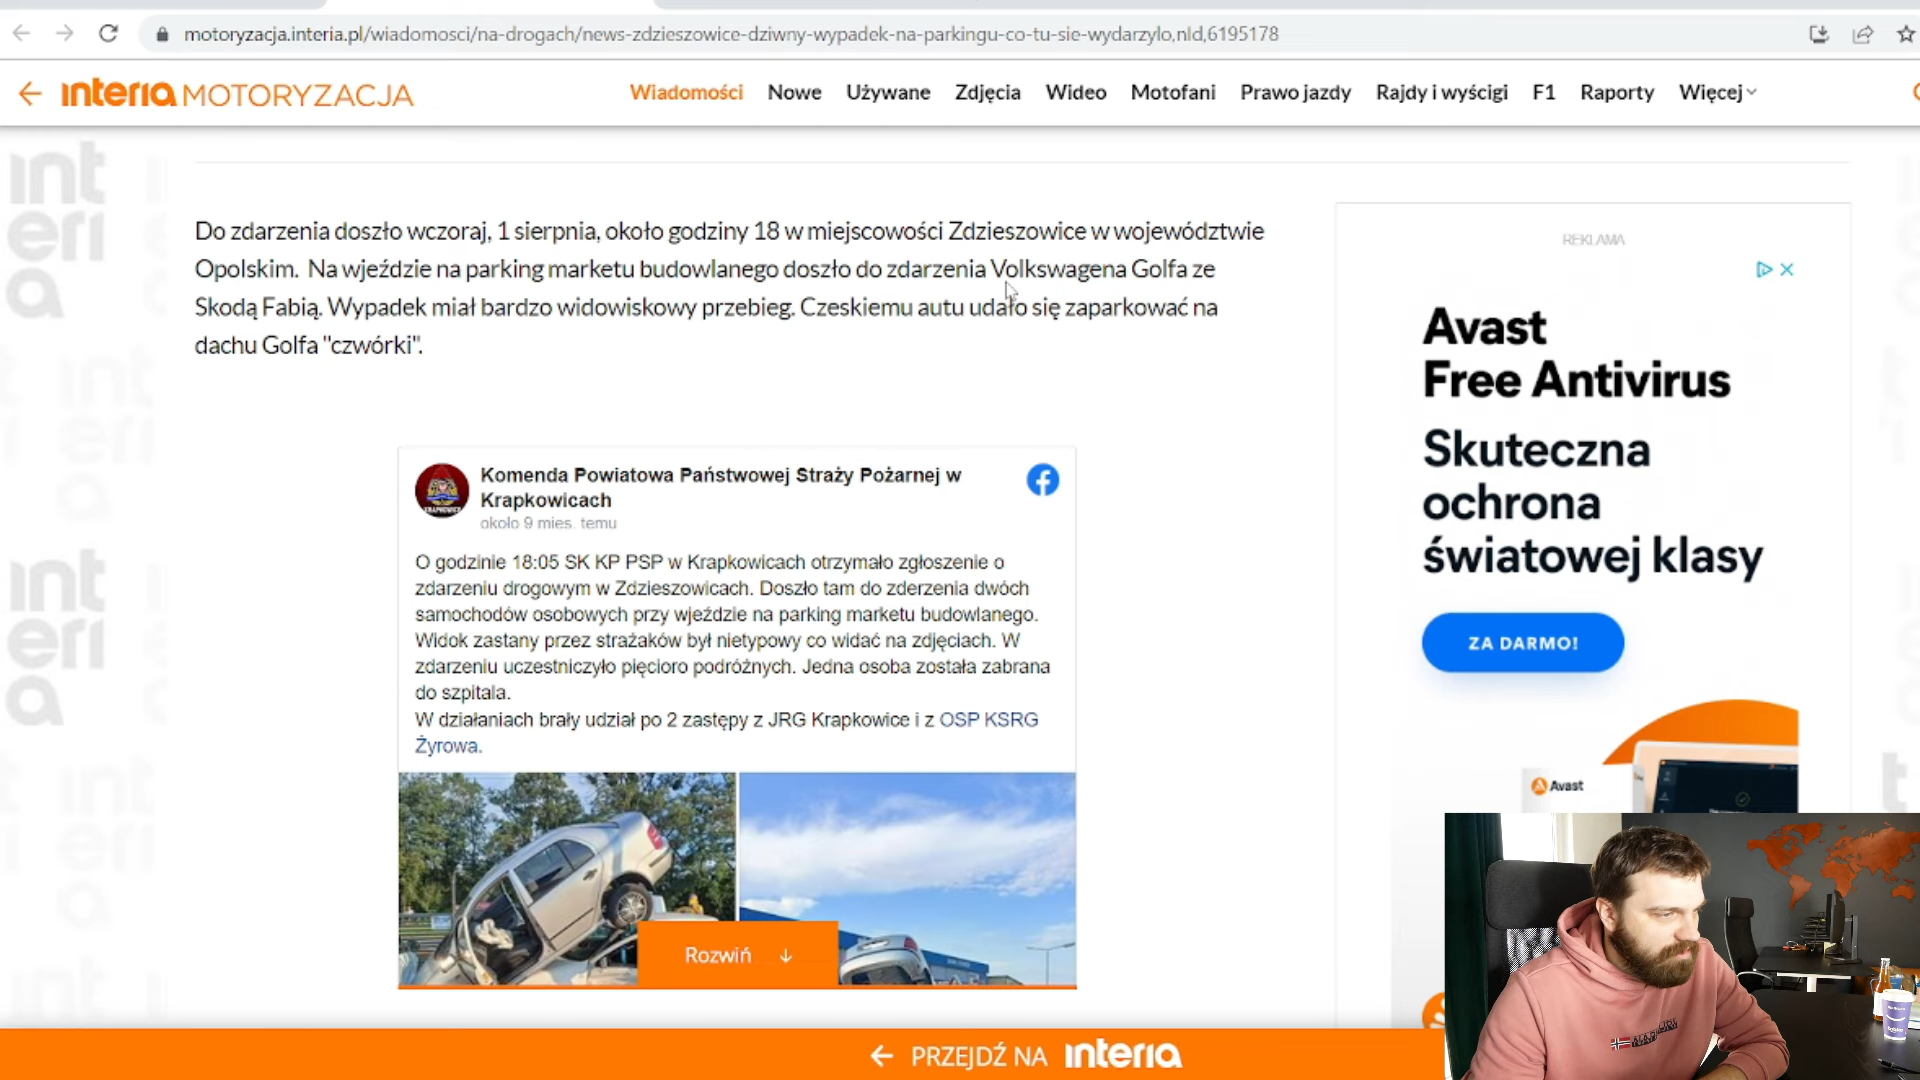 motoryzacja.interia.pl/wiadomosci/na-drogach/news-zdzieszowice-dziwny-wypadek-na-parkingu-co-tu-sie-wydarzylo,nId,6195178
interia MOTORYZACJA
Wiadomości Nowe Używane Zdjęcia Wideo Motofani Prawo jazdy Rajdy i wyścigi F1 Raporty Więcej
Do zdarzenia doszło wczoraj, 1 sierpnia, około godziny 18 w miejscowości Zdzieszowice w województwie
Opolskim. Na wjeździe na parking marketu budowlanego doszło do zdarzenia Volkswagena Golfa ze
Skodą Fabią. Wypadek miał bardzo widowiskowy przebieg. Czeskiemu autu udało się zaparkować na
dachu Golfa "czwórki".
Komenda Powiatowa Państwowej Straży Pożarnej w
Krapkowicach
około 9 mies. temu
O godzinie 18:05 SK KP PSP w Krapkowicach otrzymało zgłoszenie o
zdarzeniu drogowym w Zdzieszowicach. Doszło tam do zderzenia dwóch
samochodów osobowych przy wjeździe na parking marketu budowlanego.
Widok zastany przez strażaków był nietypowy co widać na zdjęciach. W
zdarzeniu uczestniczyło pięcioro podróżnych. Jedna osoba została zabrana
do szpitala.
W działaniach brały udział po 2 zastępy z JRG Krapkowice i z OSP KSRG
Żyrowa.
Rozwiń
REKLAMA
Avast
Free Antivirus
Skuteczna
ochrona
światowej klasy
ZA DARMO!
Avast
PRZEJDŹ NA interia